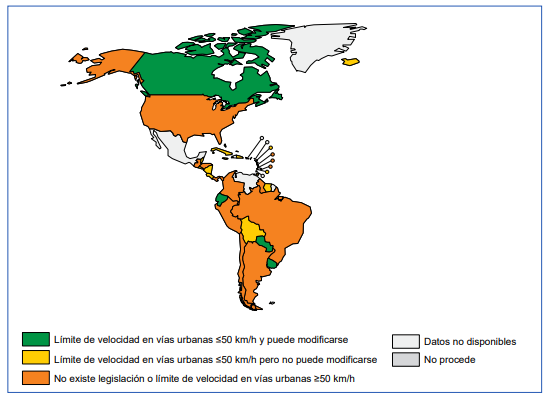 Límite de velocidad en vías urbanas ≤50 km/h y puede modificarse
Límite de velocidad en vías urbanas ≤50 km/h pero no puede modificarse
No existe legislación o límite de velocidad en vías urbanas ≥50 km/h
Datos no disponibles
No procede